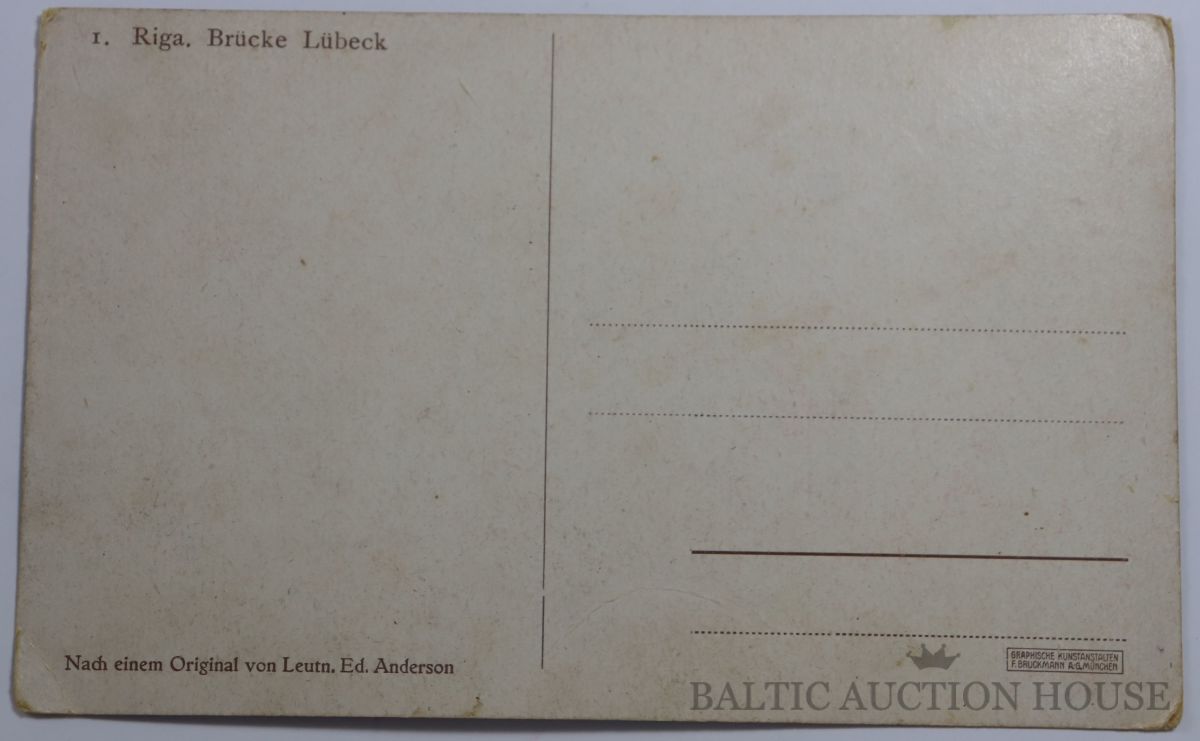 1. Riga. Brücke Lübeck
Nach einem Original von Leutn. Ed. Anderson
GRAPHISCHE KUNSTANSTALTEN
F. BRUCKMANN A.G. MÜNCHEN
BALTIC AUCTION HOUSE